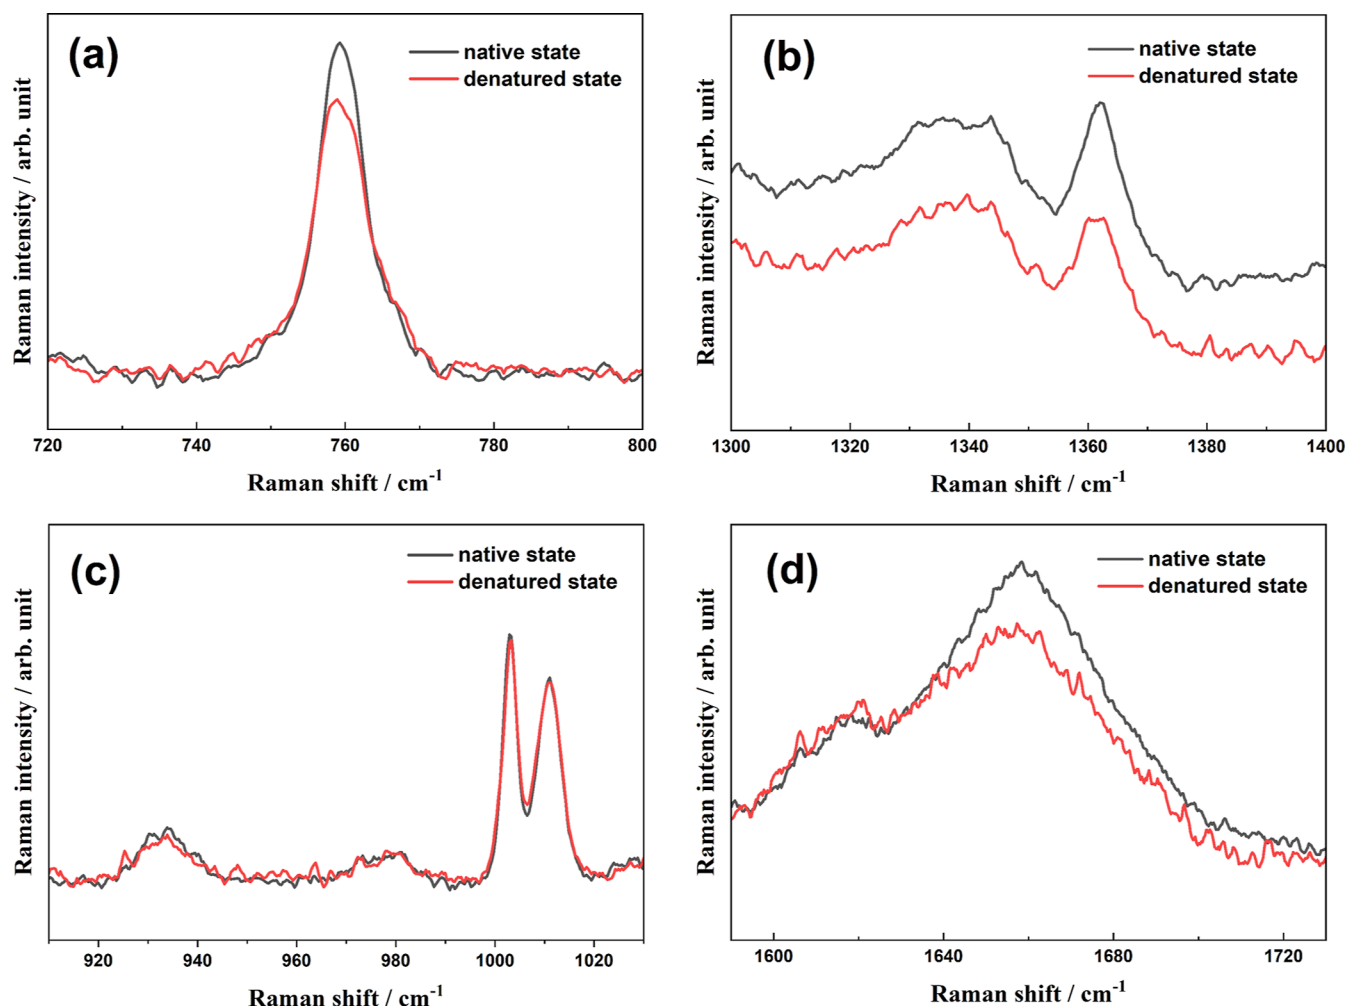 (a)
native state
denatured state
Raman intensity / arb. unit
720 740 760 780 800
Raman shift / cm-1
(b)
native state
denatured state
Raman intensity / arb. unit
1300 1320 1340 1360 1380 1400
Raman shift / cm-1
(c)
native state
denatured state
Raman intensity / arb. unit
920 940 960 980 1000 1020
Raman shift / cm-1
(d)
native state
denatured state
Raman intensity / arb. unit
1600 1640 1680 1720
Raman shift / cm-1